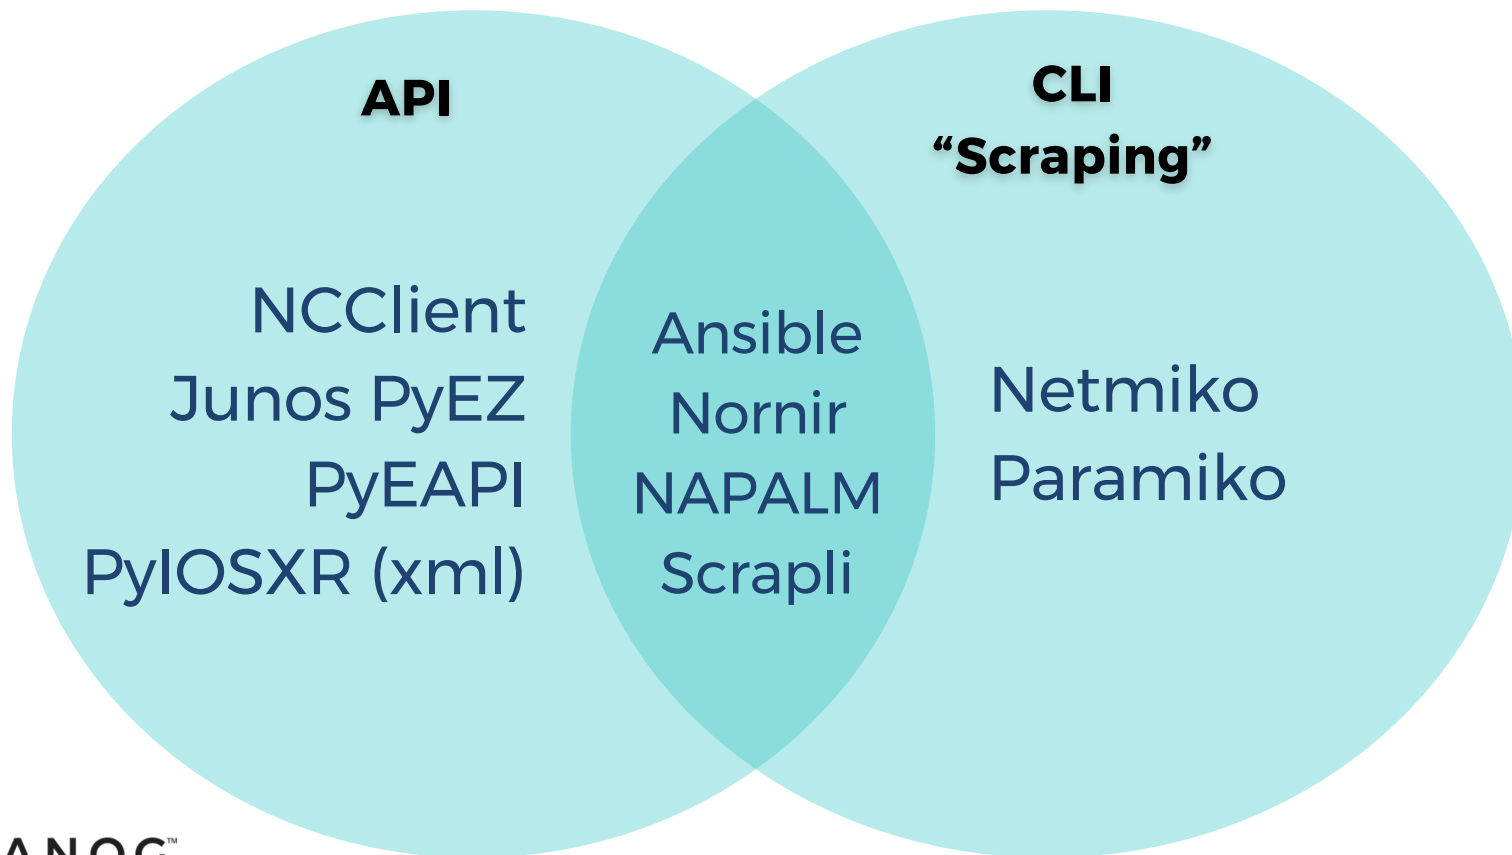 API
CLI
“Scraping”
NCClient
Junos PyEZ
PyEAPI
PyIOSXR (xml)
Ansible
Nornir
NAPALM
Scrapli
Netmiko
Paramiko